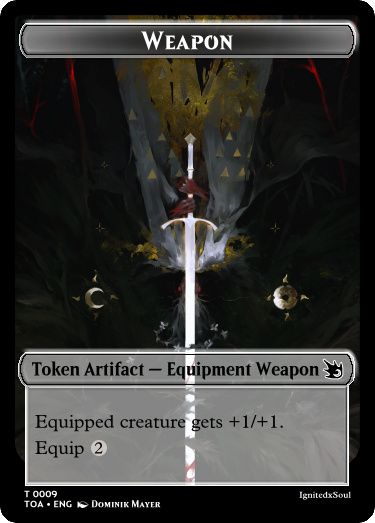 Weapon
Token Artifact — Equipment Weapon
Equipped creature gets +1/+1.
Equip 2
T 0009
TOA • ENG Dominik Mayer
IgnitedxSoul